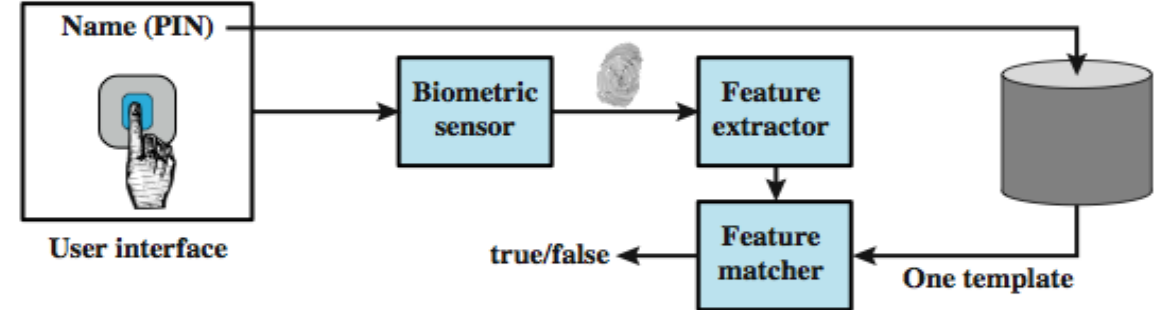 Name (PIN)
Biometric
sensor
Feature
extractor
User interface
true/false
Feature
matcher
One template